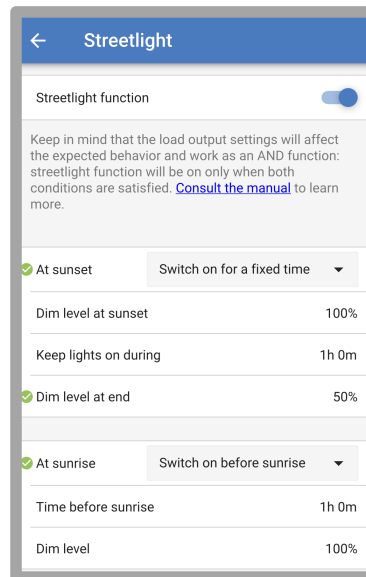 Streetlight
Streetlight function
Keep in mind that the load output settings will affect
the expected behavior and work as an AND function:
streetlight function will be on only when both
conditions are satisfied. Consult the manual to learn
more.
At sunset Switch on for a fixed time
Dim level at sunset 100%
Keep lights on during 1h 0m
Dim level at end 50%
At sunrise Switch on before sunrise
Time before sunrise 1h 0m
Dim level 100%